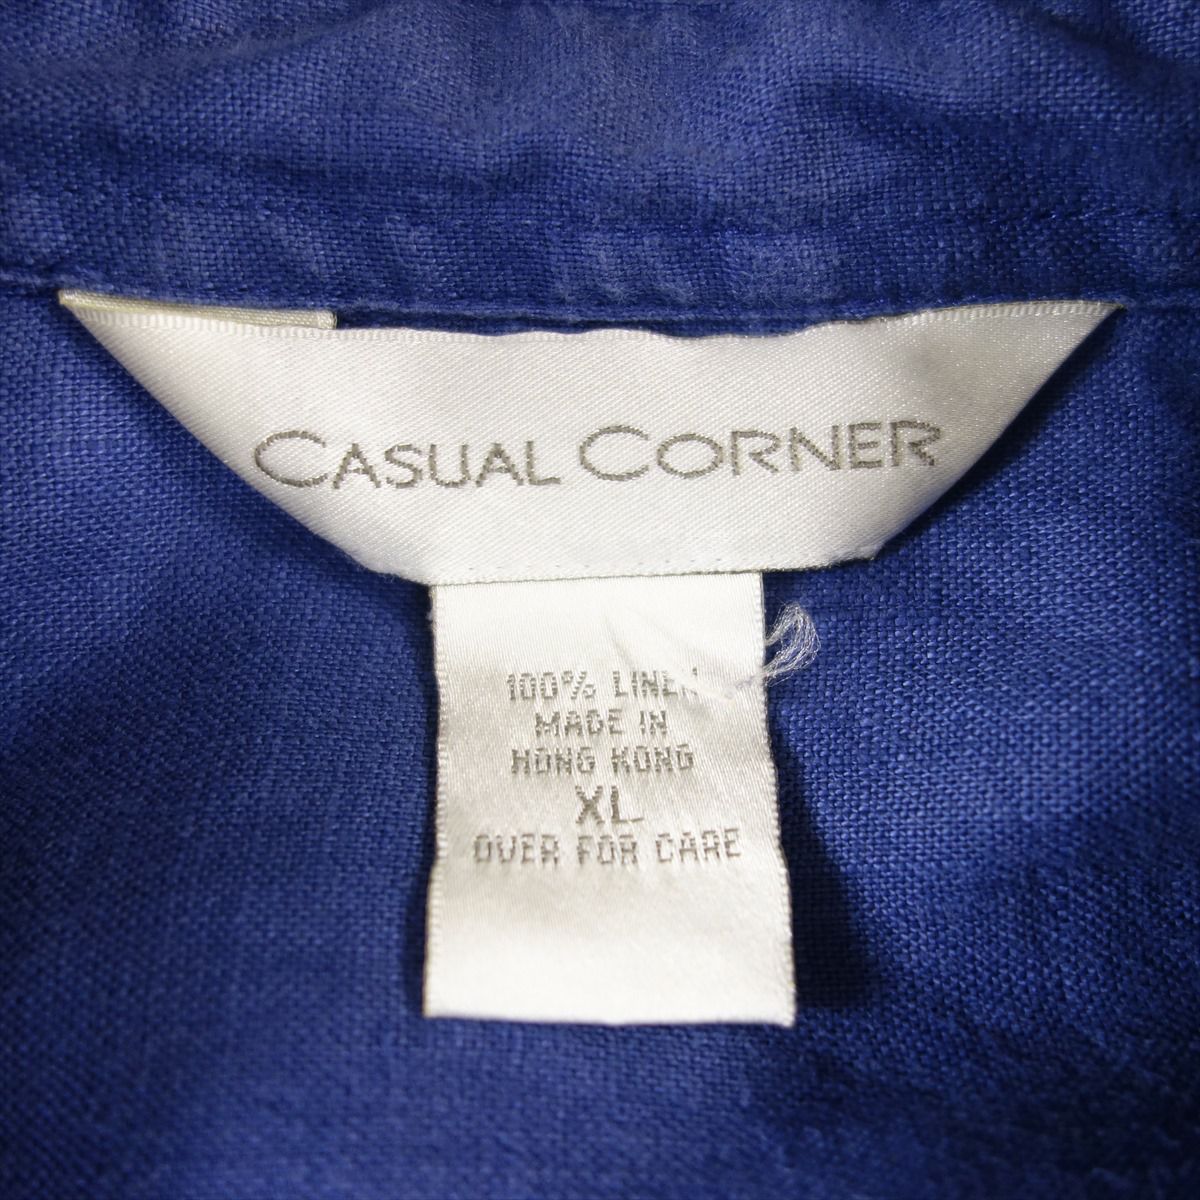 CASUAL CORNER
100% LINEN
MADE IN
HONG KONG
XL
OVER FOR CARE